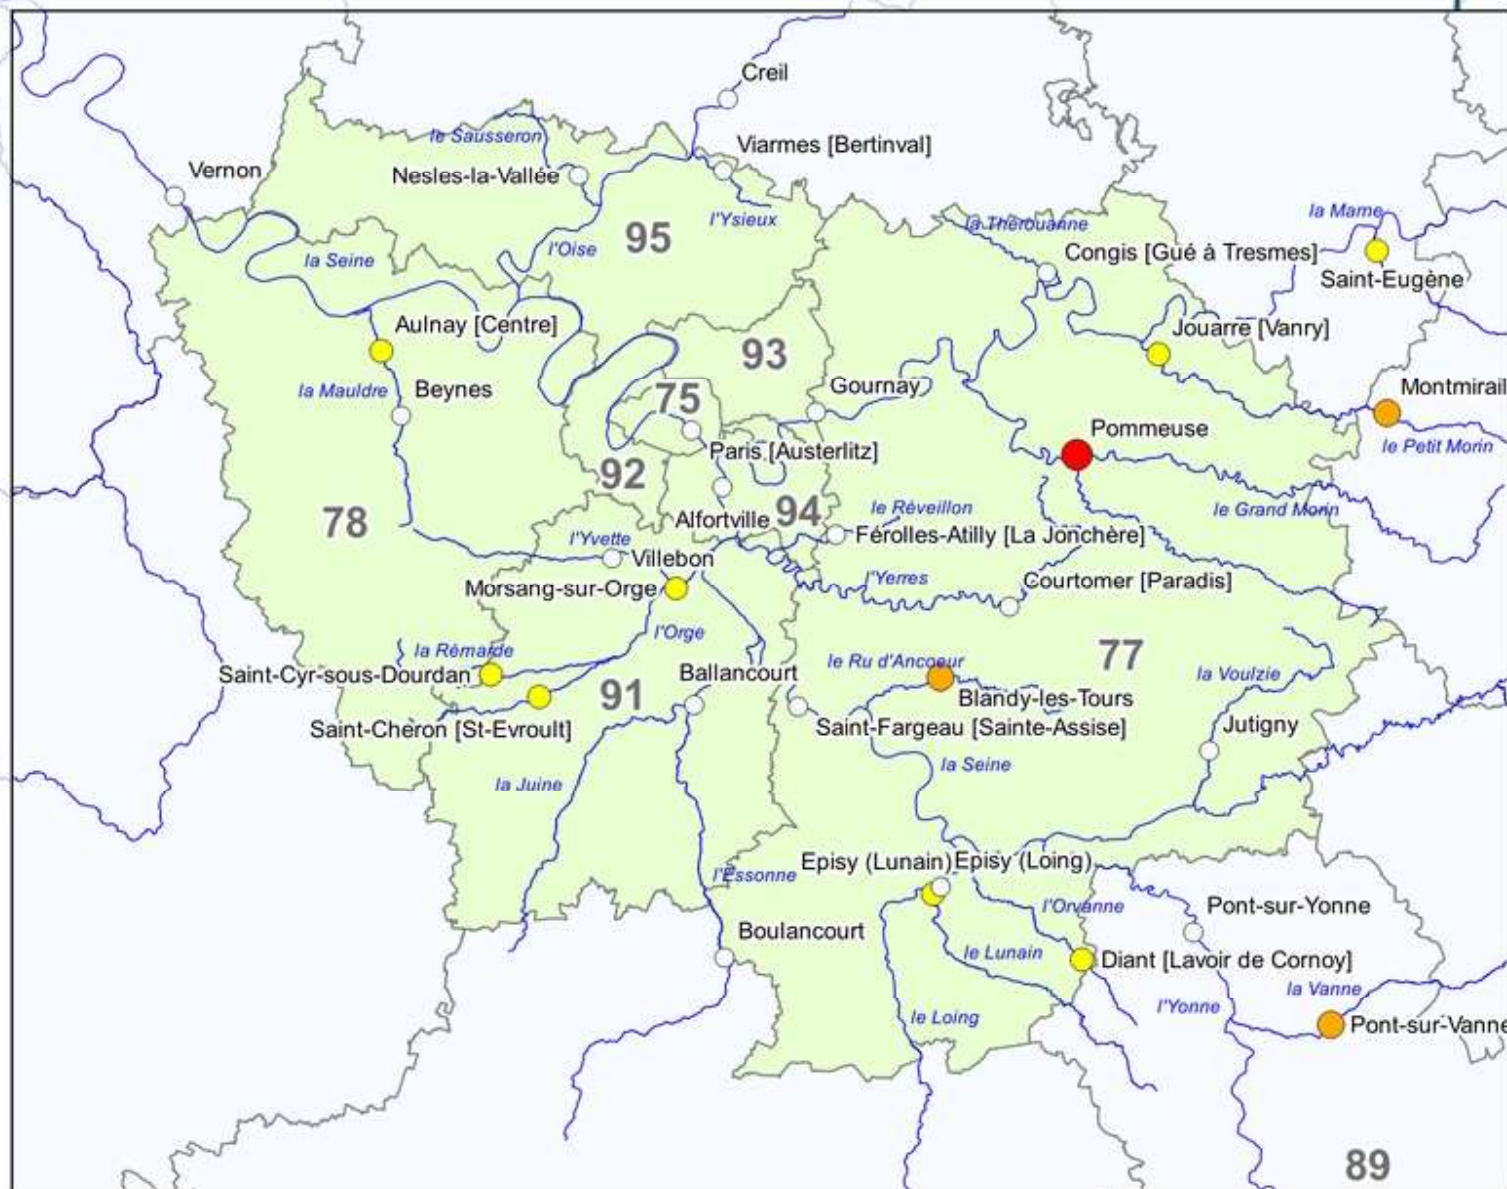 Creil
le Sausseron
Viarmes [Bertinval]
Vernon
Nesles-la-Vallée
l'Ysieux
la Marne
la Thérouanne
95
l'Oise
Congis [Gué à Tresmes]
la Seine
Saint-Eugène
Aulnay [Centre]
Jouarre [Vanry]
93
la Mauldre
Beynes
75
Gournay
Montmirail
Pommeuse
le Petit Morin
Paris [Austerlitz]
92
78
Alfortville
94
le Réveillon
le Grand Morin
l'Yvette
Férolles-Atilly [La Jonchère]
Villebon
Morsang-sur-Orge
l'Yerres
Courtomer [Paradis]
l'Orge
la Rémarde
le Ru d'Ancoeur
77
Saint-Cyr-sous-Dourdan
Ballancourt
la Voulzie
91
Blandy-les-Tours
Saint-Chéron [St-Evroult]
Saint-Fargeau [Sainte-Assise]
Jutigny
la Juine
la Seine
l'Essonne
Episy (Lunain)
Episy (Loing)
l'Orvanne
Pont-sur-Yonne
Boulancourt
le Lunain
Diant [Lavoir de Cornoy]
la Vanne
l'Yonne
le Loing
Pont-sur-Vanne
89